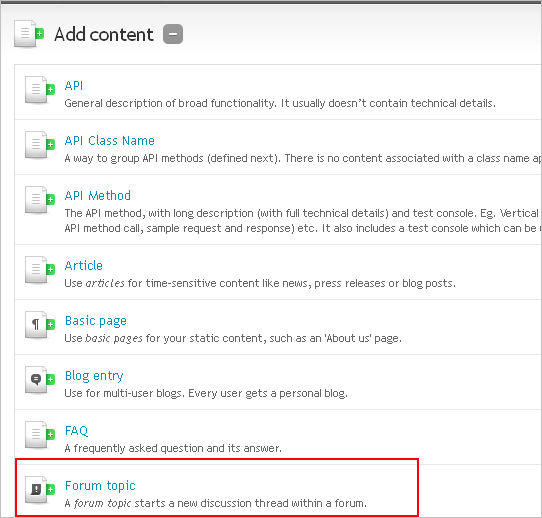 Add content
API
General description of broad functionality. It usually doesn't contain technical details.
API Class Name
A way to group API methods (defined next). There is no content associated with a class name
API Method
The API method, with long description (with full technical details) and test console. Eg. Vertical
API method call, sample request and response) etc. It also includes a test console which can be
Article
Use articles for time-sensitive content like news, press releases or blog posts.
Basic page
Use basic pages for your static content, such as an 'About us' page.
Blog entry
Use for multi-user blogs. Every user gets a personal blog.
FAQ
A frequently asked question and its answer.
Forum topic
A forum topic starts a new discussion thread within a forum.